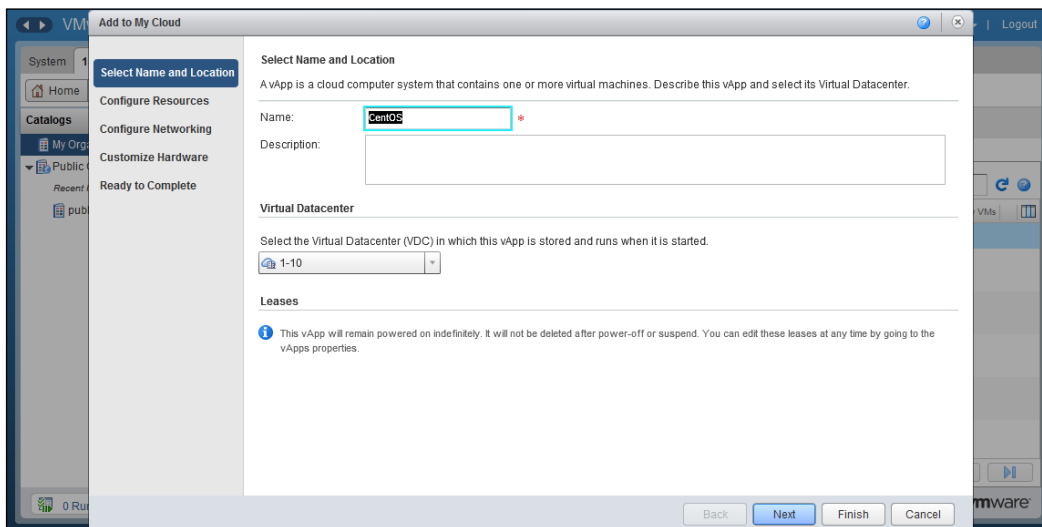 VM
Add to My Cloud
Logout
System
Home
Catalogs
My Orga
Public
Recent
publ
0 Ru
Select Name and Location
Configure Resources
Configure Networking
Customize Hardware
Ready to Complete
Select Name and Location
A vApp is a cloud computer system that contains one or more virtual machines. Describe this vApp and select its Virtual Datacenter.
Name: CentOS *
Description:
Virtual Datacenter
Select the Virtual Datacenter (VDC) in which this vApp is stored and runs when it is started.
1-10
Leases
This vApp will remain powered on indefinitely. It will not be deleted after power-off or suspend. You can edit these leases at any time by going to the
vApps properties.
VMs
Back Next Finish Cancel
mware